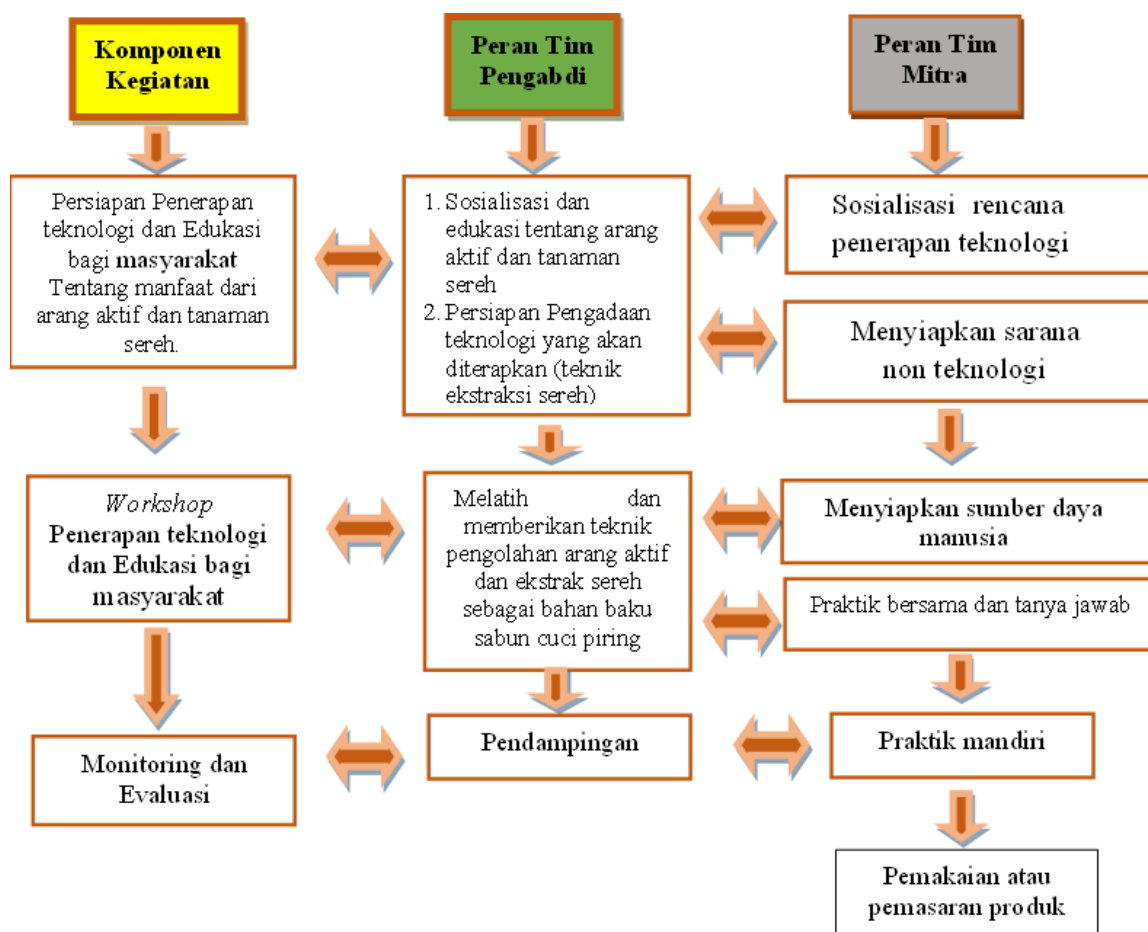 Komponen
Kegiatan
Peran Tim
Pengabdi
Peran Tim
Mitra
Persiapan Penerapan
teknologi dan Edukasi
bagi masyarakat
Tentang manfaat dari
arang aktif dan tanaman
sereh.
1. Sosialisasi dan
edukasi tentang arang
aktif dan tanaman
sereh
2. Persiapan Pengadaan
teknologi yang akan
diterapkan (teknik
ekstraksi sereh)
Sosialisasi rencana
penerapan teknologi
Menyiapkan sarana
non teknologi
Workshop
Penerapan teknologi
dan Edukasi bagi
masyarakat
Melatih dan
memberikan teknik
pengolahan arang aktif
dan ekstrak sereh
sebagai bahan baku
sabun cuci piring
Menyiapkan sumber daya
manusia
Praktik bersama dan tanya jawab
Monitoring dan
Evaluasi
Pendampingan
Praktik mandiri
Pemakaian atau
pemasaran produk